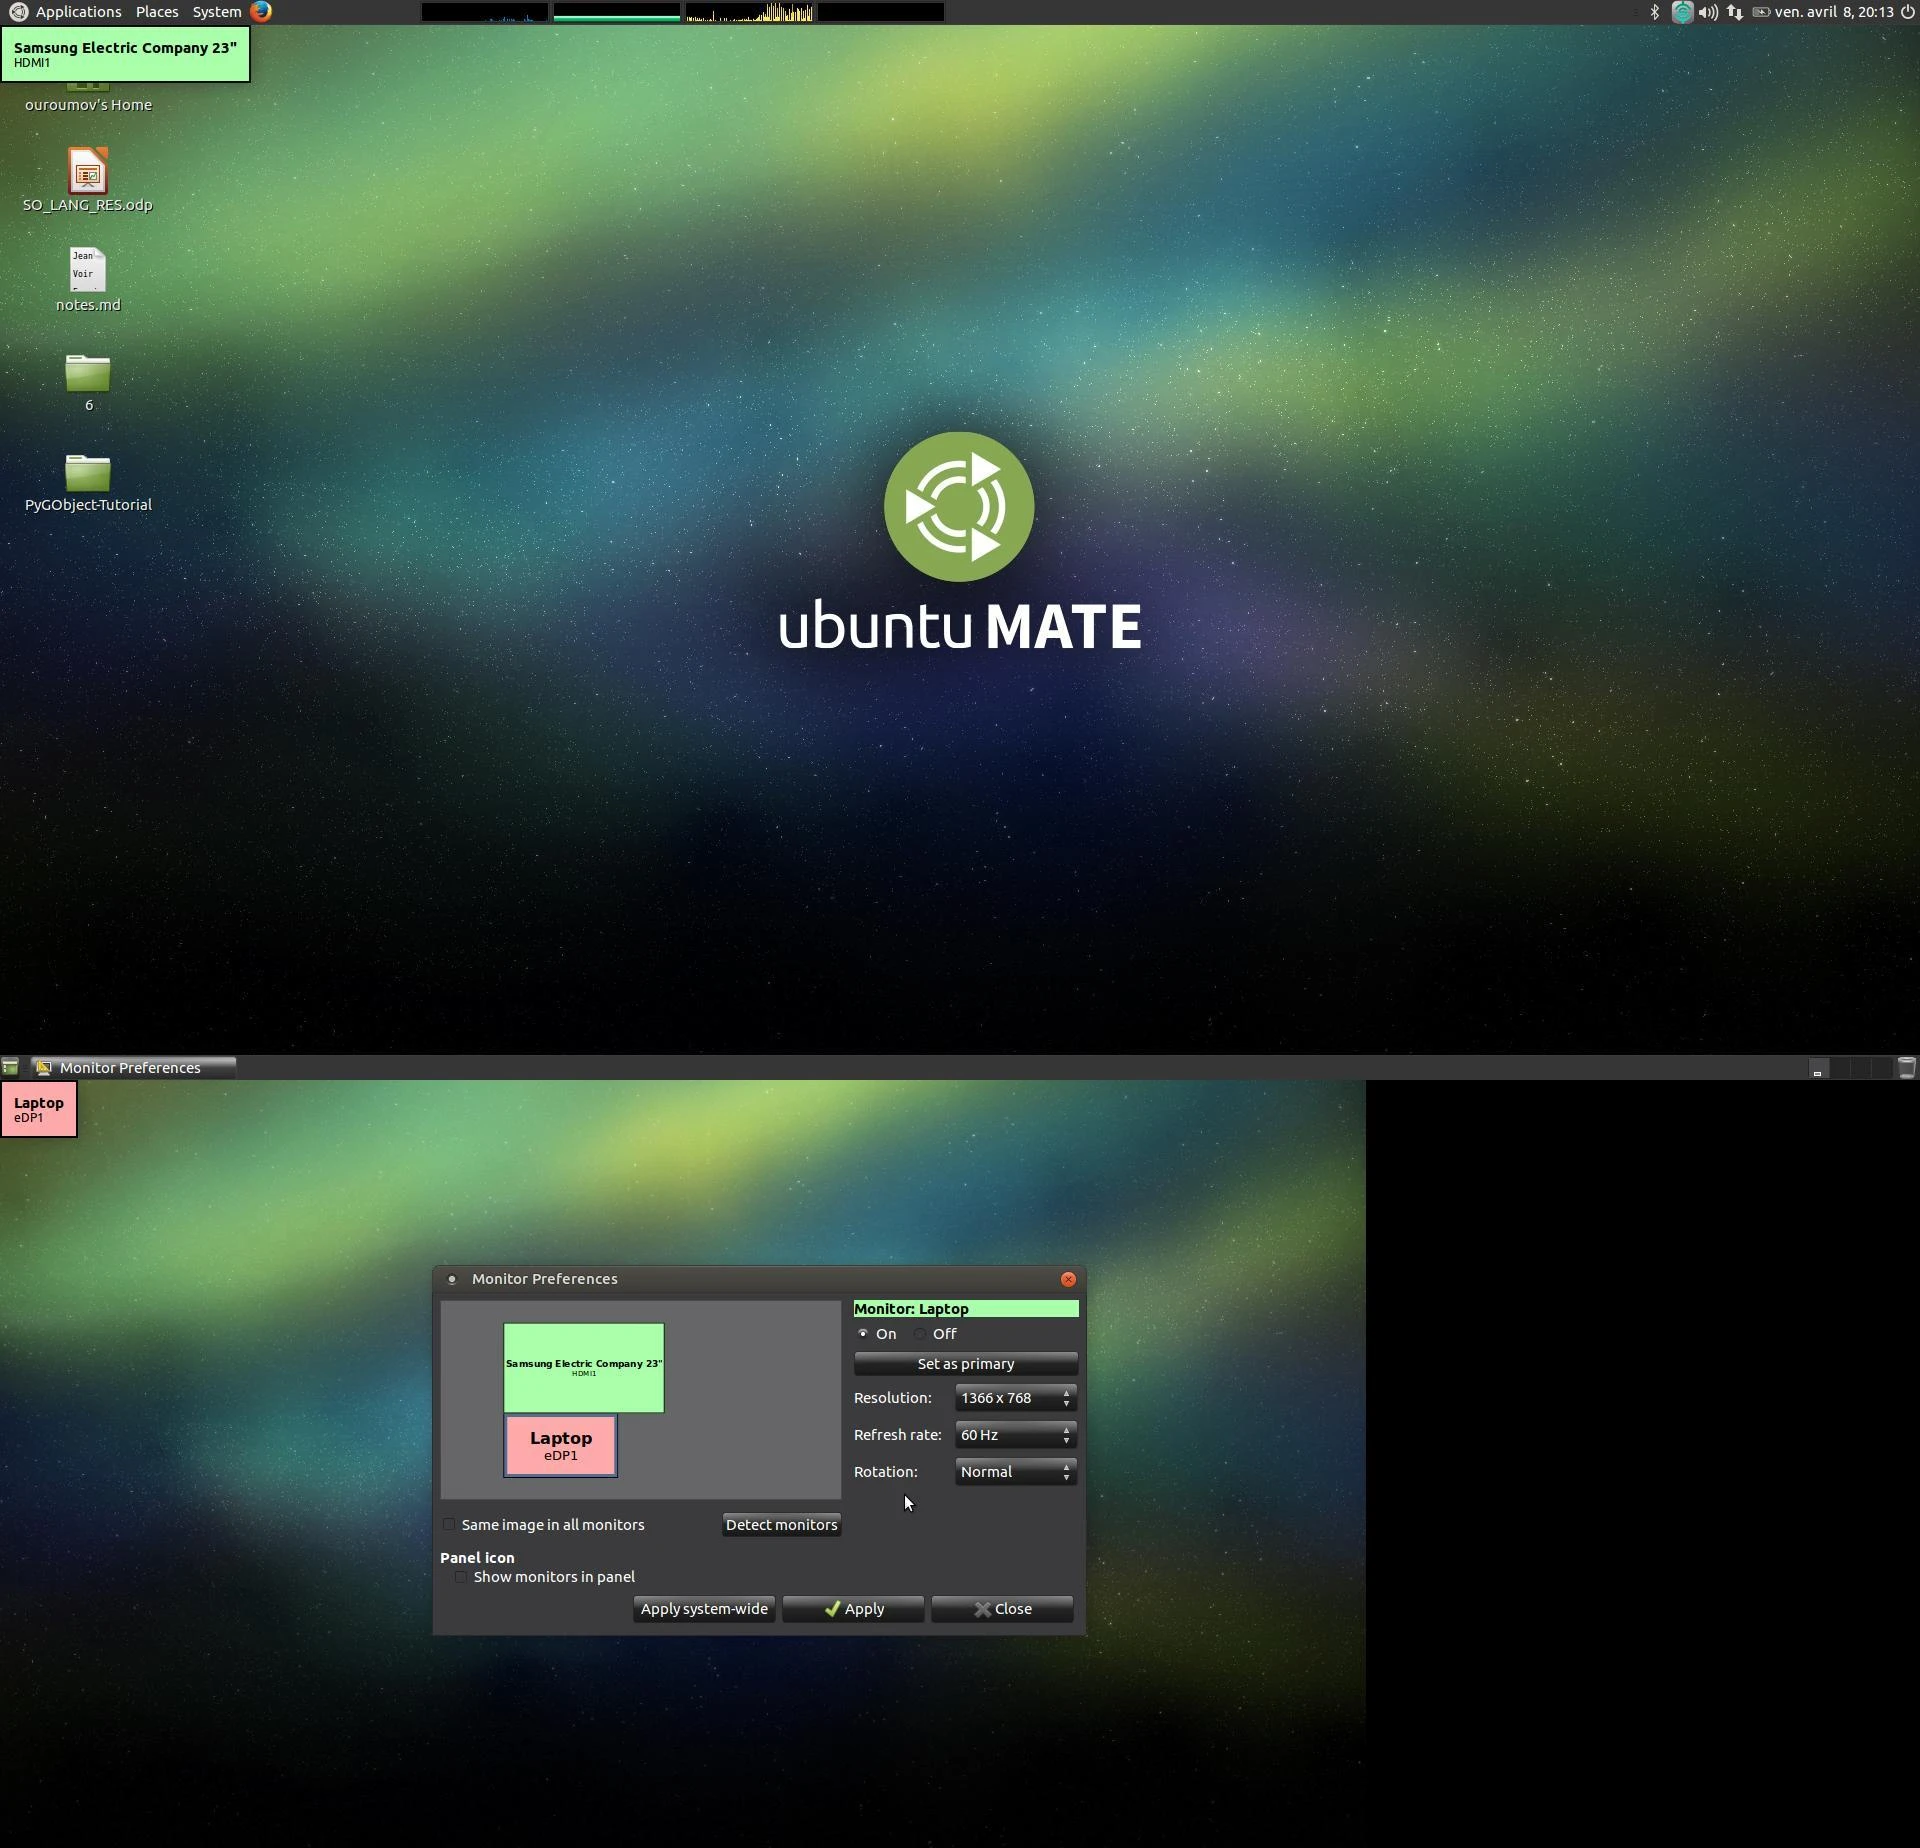 Applications Places System
ven. avril 8, 20:13
Samsung Electric Company 23"
HDMI1
ouroumov's Home
SO_LANG_RES.odp
Jean
Voir
notes.md
6
PyGObject-Tutorial
ubuntu MATE
Monitor Preferences
Laptop
eDP1
Monitor Preferences
Samsung Electric Company 23"
HDMI1
Laptop
eDP1
Monitor: Laptop
On Off
Set as primary
Resolution: 1366 x 768
Refresh rate: 60 Hz
Rotation: Normal
Same image in all monitors
Detect monitors
Panel icon
Show monitors in panel
Apply system-wide Apply Close